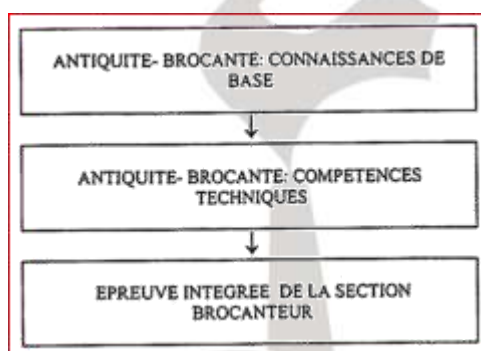 ANTIQUITE- BROCANTE: CONNAISSANCES DE
BASE
ANTIQUITE- BROCANTE: COMPETENCES
TECHNIQUES
EPREUVE INTEGREE DE LA SECTION
BROCANTEUR